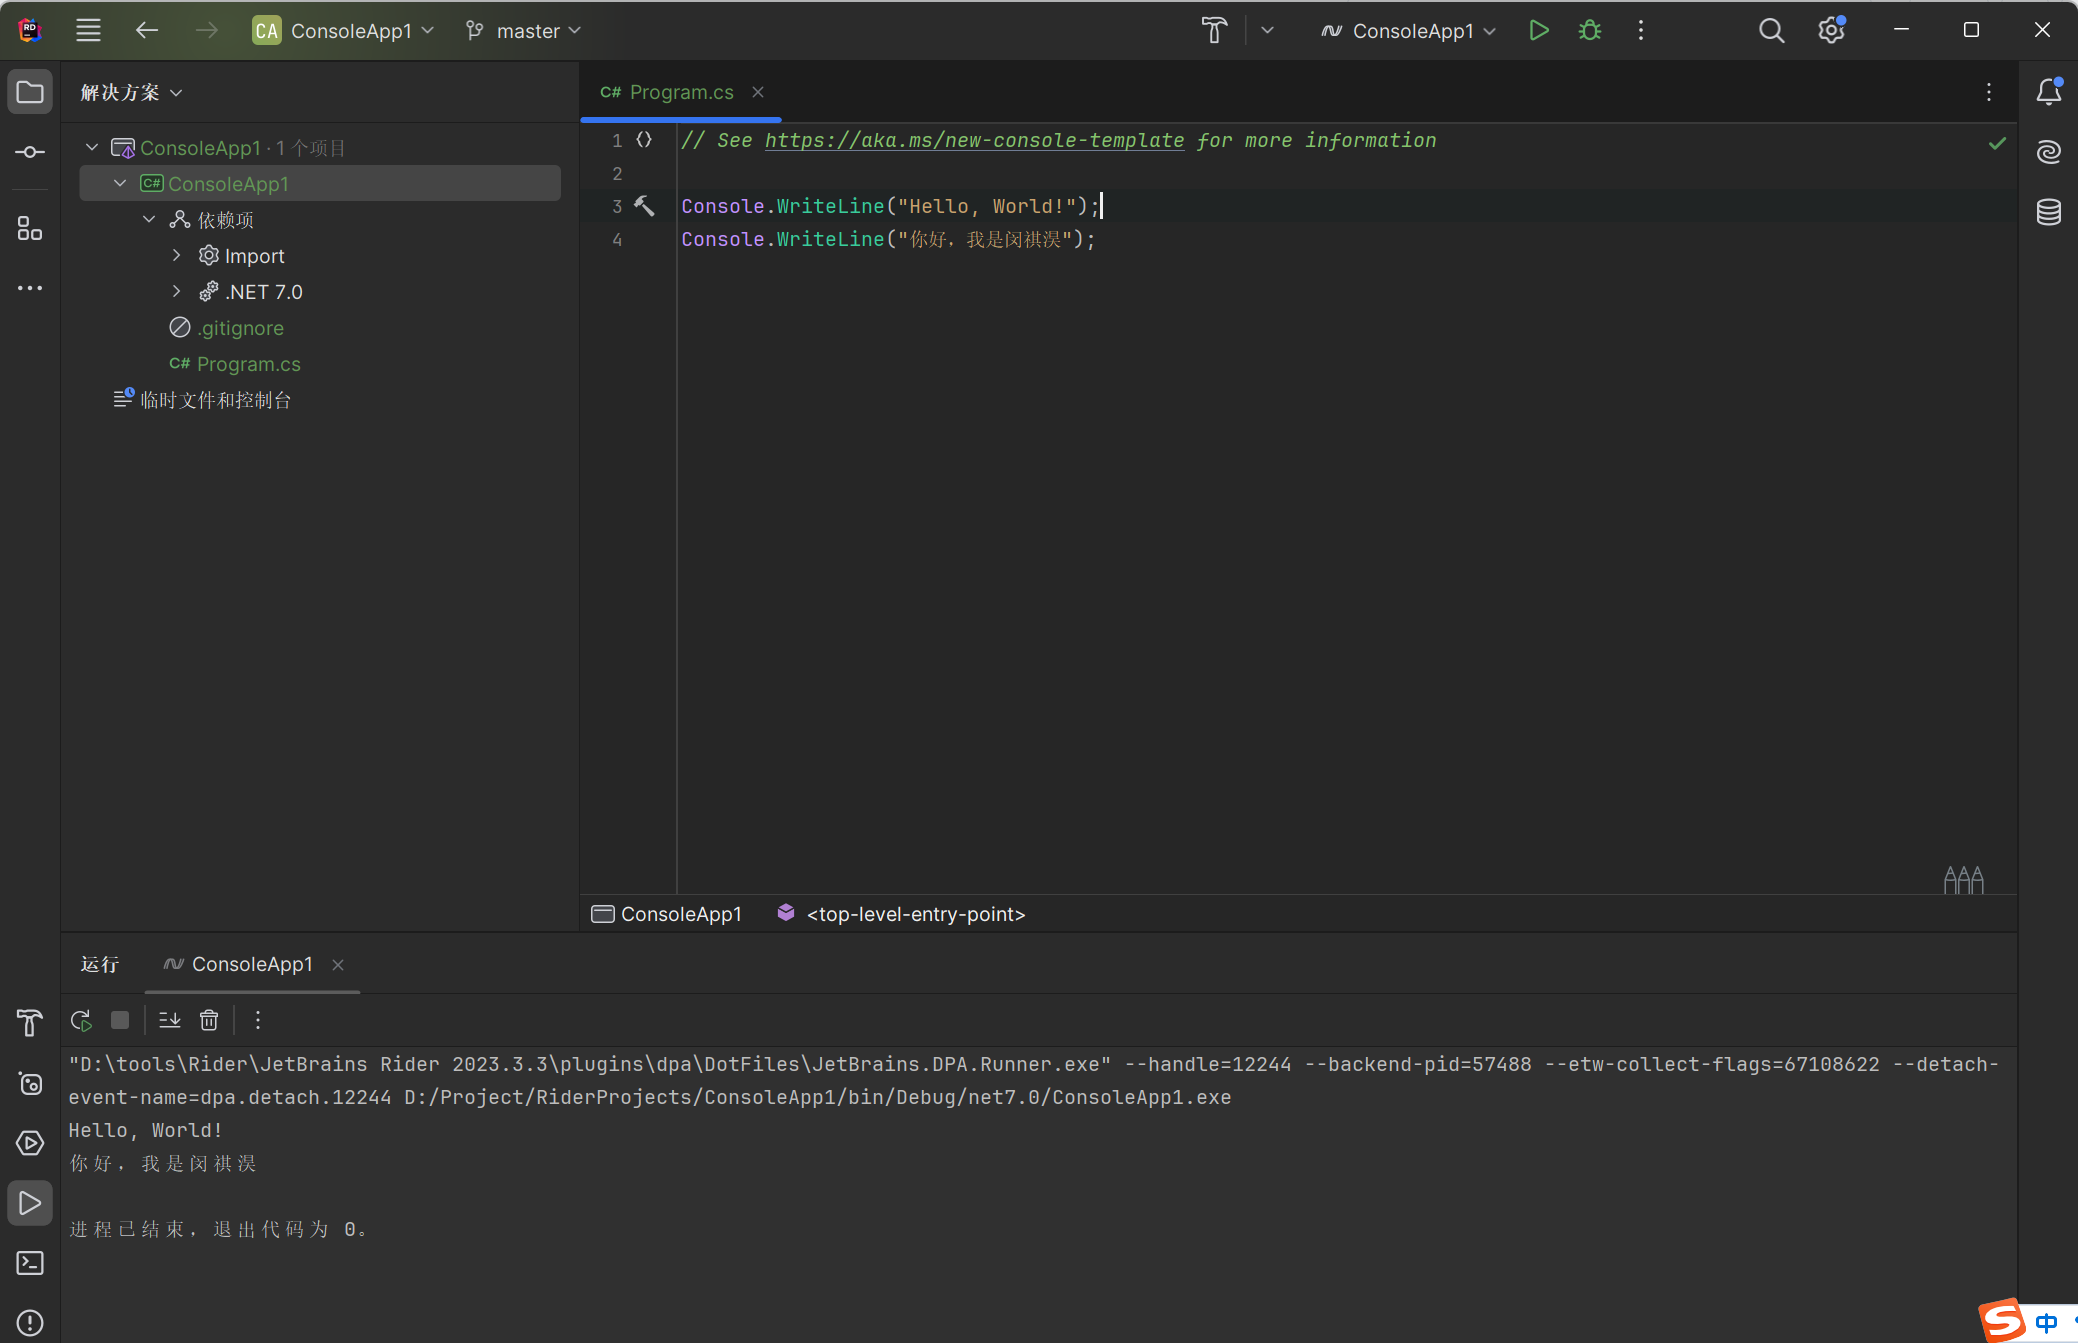 CA ConsoleApp1 master ConsoleApp1
解决方案
C# Program.cs
ConsoleApp1 · 1 个项目
C# ConsoleApp1
依赖项
Import
.NET 7.0
.gitignore
C# Program.cs
临时文件和控制台
1 // See https://aka.ms/new-console-template for more information
2
3 Console.WriteLine("Hello, World!");
4 Console.WriteLine("你好，我是闵祺淏");
ConsoleApp1 <top-level-entry-point>
运行 ConsoleApp1
"D:\tools\Rider\JetBrains Rider 2023.3.3\plugins\dpa\DotFiles\JetBrains.DPA.Runner.exe" --handle=12244 --backend-pid=57488 --etw-collect-flags=67108622 --detach-
event-name=dpa.detach.12244 D:/Project/RiderProjects/ConsoleApp1/bin/Debug/net7.0/ConsoleApp1.exe
Hello, World!
你好，我是闵祺淏
进程已结束，退出代码为 0。
中